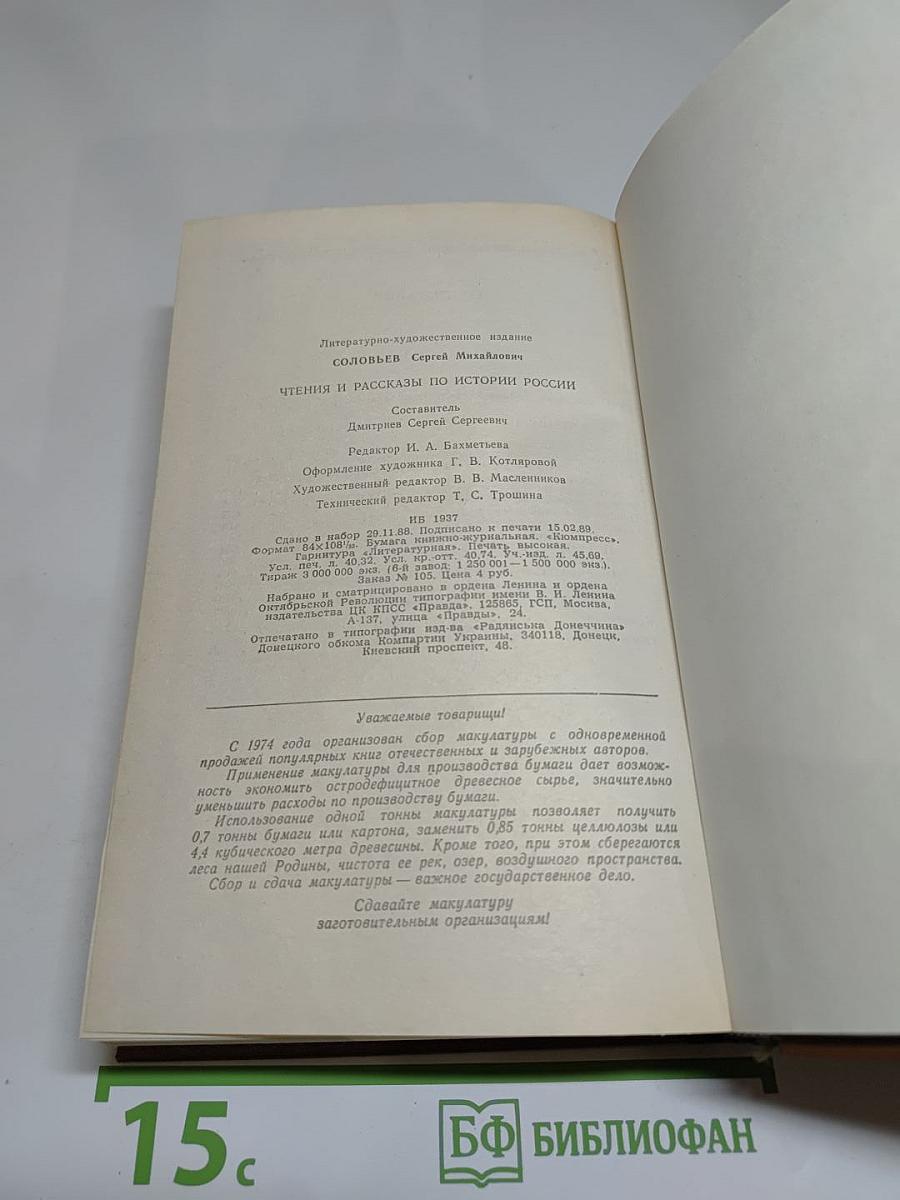 Литературно-художественное издание
СОЛОВЬЕВ Сергей Михайлович
ЧТЕНИЯ И РАССКАЗЫ ПО ИСТОРИИ РОССИИ
Составитель
Дмитриев Сергей Сергеевич
Редактор И. А. Бахметьева
Оформление художника Г. В. Котляровой
Художественный редактор В. В. Масленников
Технический редактор Т. С. Трошина
ИБ 1937
Сдано в набор 29.11.88. Подписано к печати 15.02.89.
Формат 84×108¹/₃₂. Бумага книжно-журнальная. «Кюмпресс».
Гарнитура «Литературная». Печать высокая.
Усл. печ. л. 40,32. Усл. кр.-отт. 40,74. Уч.-изд. л. 45,69.
Тираж 3 000 000 экз. (6-й завод: 1 250 001—1 500 000 экз.).
Заказ № 105. Цена 4 руб.
Набрано и сматрицировано в ордена Ленина и ордена
Октябрьской Революции типографии имени В. И. Ленина
издательства ЦК КПСС «Правда». 125865, ГСП, Москва,
А-137, улица «Правды», 24.
Отпечатано в типографии изд-ва «Радянська Донеччина»
Донецкого обкома Компартии Украины, 340118, Донецк,
Киевский проспект, 48.
Уважаемые товарищи!
С 1974 года организован сбор макулатуры с одновременной
продажей популярных книг отечественных и зарубежных авторов.
Применение макулатуры для производства бумаги дает возмож-
ность экономить остродефицитное древесное сырье, значительно
уменьшить расходы по производству бумаги.
Использование одной тонны макулатуры позволяет получить
0,7 тонны бумаги или картона, заменить 0,85 тонны целлюлозы или
4,4 кубического метра древесины. Кроме того, при этом сберегаются
леса нашей Родины, чистота ее рек, озер, воздушного пространства.
Сбор и сдача макулатуры — важное государственное дело.
Сдавайте макулатуру
заготовительным организациям!
15 с
БФ БИБЛИОФАН